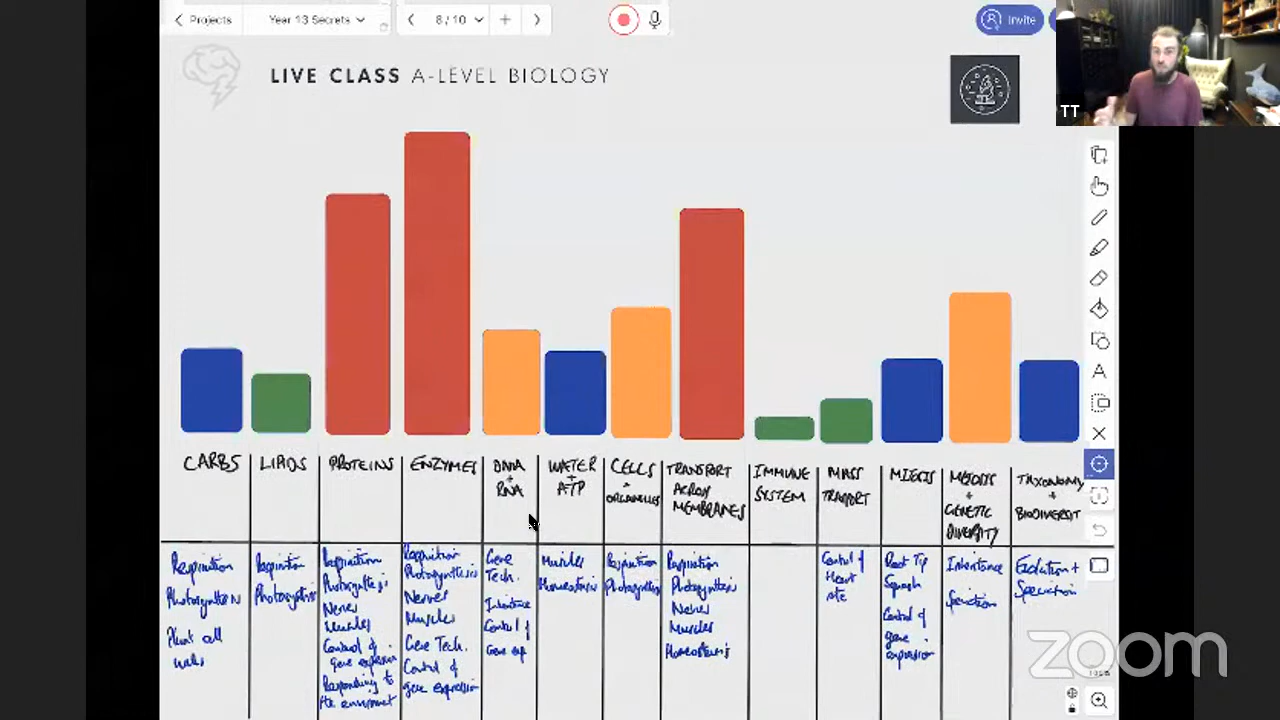 Projects
Year 13 Secrets
8 / 10
Invite
LIVE CLASS A-LEVEL BIOLOGY
TT
A
CARBS
LIPIDS
PROTEINS
ENZYMES
DNA
+
RNA
WATER
+
ATP
CELLS
+
ORGANELLES
TRANSPORT
ACROSS
MEMBRANES
IMMUNE
SYSTEM
MASS
TRANSPORT
MEIOSIS
+
GENETIC
DIVERSITY
TAXONOMY
+
BIODIVERSIT
Respiration
Photosynthesis
Plant cell
walls
Respiration
Photosynthesis
Respiration
Photosynthesis
Nerves
Muscles
Control of
gene expression
Responding to
the environment
Respiration
Photosynthesis
Nerves
Muscles
Gene Tech.
Control of
gene expression
Gene
Tech.
Inheritance
Control of
Gene exp
Muscles
Homeostasis
Respiration
Photosynthesis
Respiration
Photosynthesis
Nerves
Muscles
Homeostasis
Control of
Heart
rate
Root Tip
Squash
Control of
gene
expression
Inheritance
Speciation
Evolution +
Speciation
zoom